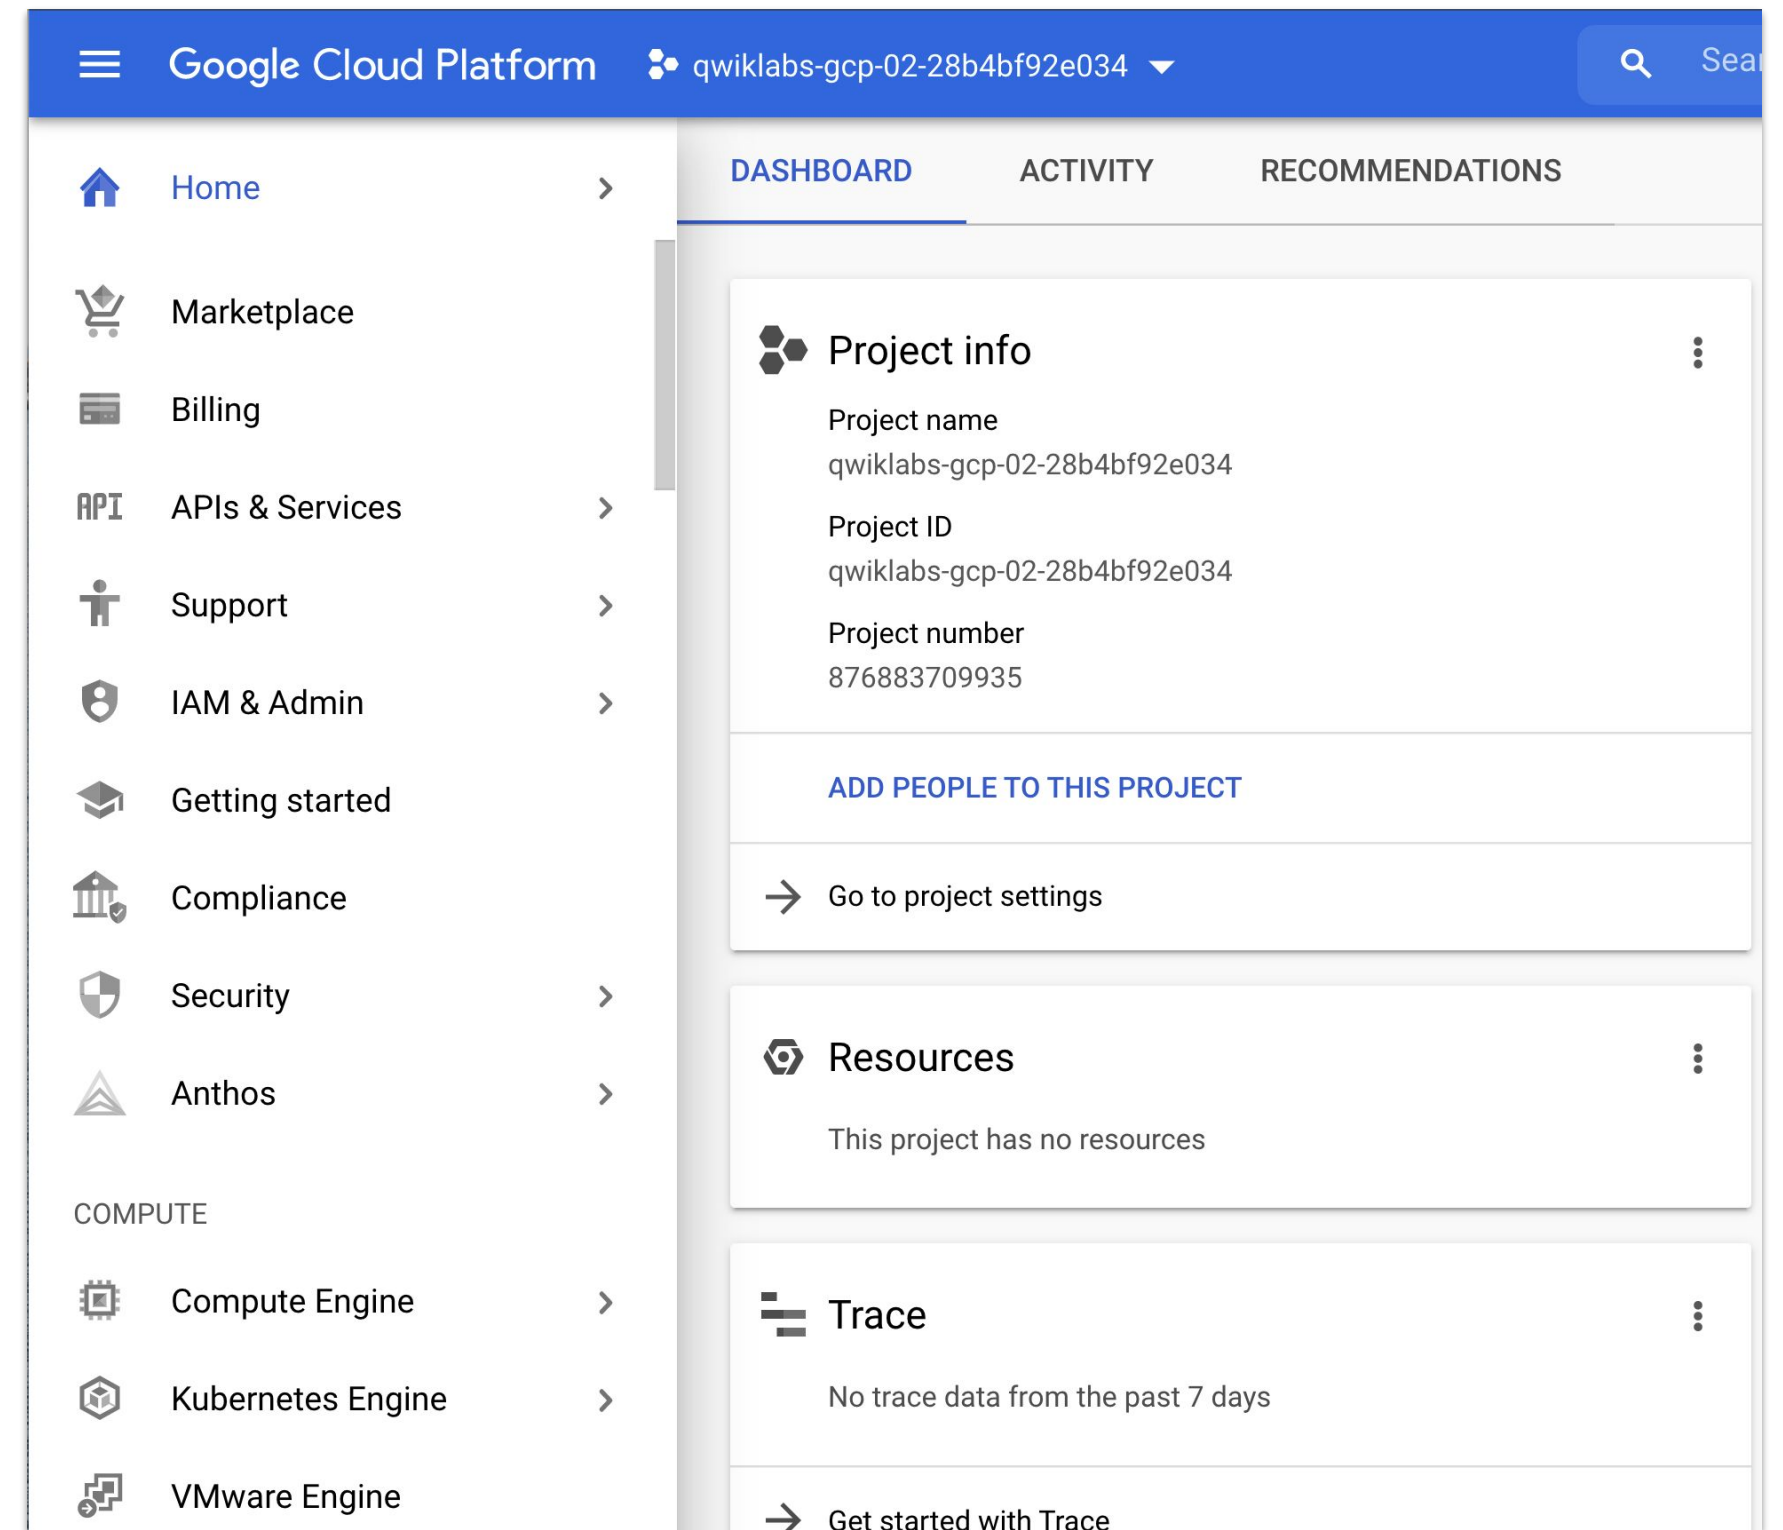 Google Cloud Platform qwiklabs-gcp-02-28b4bf92e034
Home
Marketplace
Billing
API APIs & Services
Support
IAM & Admin
Getting started
Compliance
Security
Anthos
COMPUTE
Compute Engine
Kubernetes Engine
VMware Engine
DASHBOARD ACTIVITY RECOMMENDATIONS
Project info
Project name
qwiklabs-gcp-02-28b4bf92e034
Project ID
qwiklabs-gcp-02-28b4bf92e034
Project number
876883709935
ADD PEOPLE TO THIS PROJECT
Go to project settings
Resources
This project has no resources
Trace
No trace data from the past 7 days
Get started with Trace